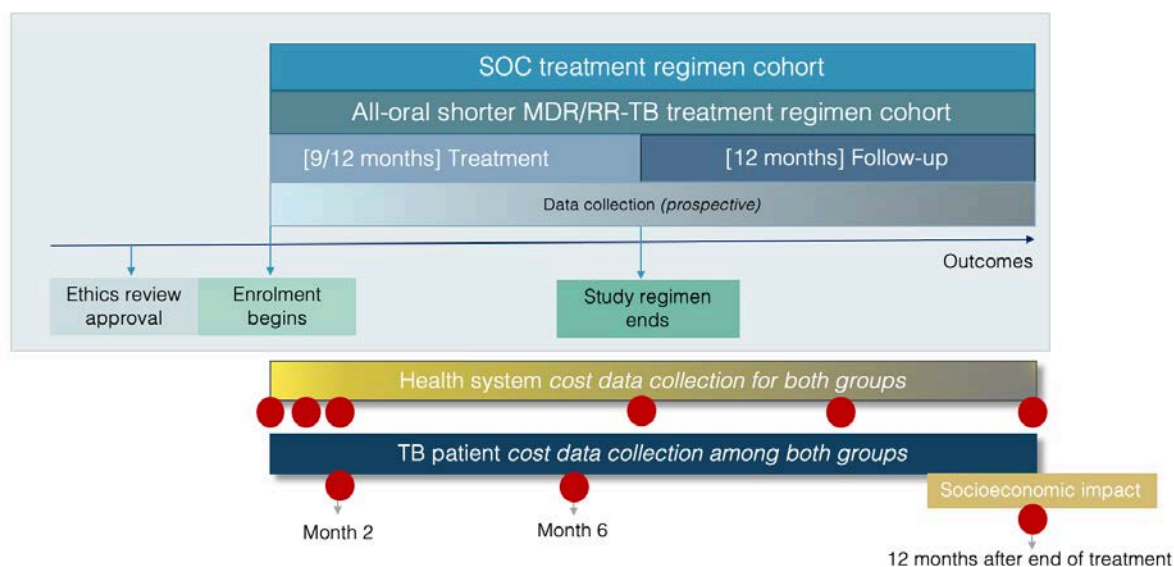 SOC treatment regimen cohort
All-oral shorter MDR/RR-TB treatment regimen cohort
[9/12 months] Treatment
[12 months] Follow-up
Data collection (prospective)
Outcomes
Ethics review
approval
Enrolment
begins
Study regimen
ends
Health system cost data collection for both groups
TB patient cost data collection among both groups
Socioeconomic impact
Month 2
Month 6
12 months after end of treatment